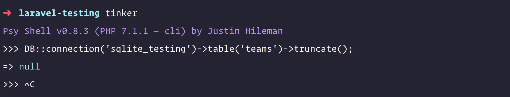 ➜ laravel-testing tinker
Psy Shell v0.8.3 (PHP 7.1.1 — cli) by Justin Hileman
>>> DB::connection('sqlite_testing')->table('teams')->truncate();
=> null
>>> ^C